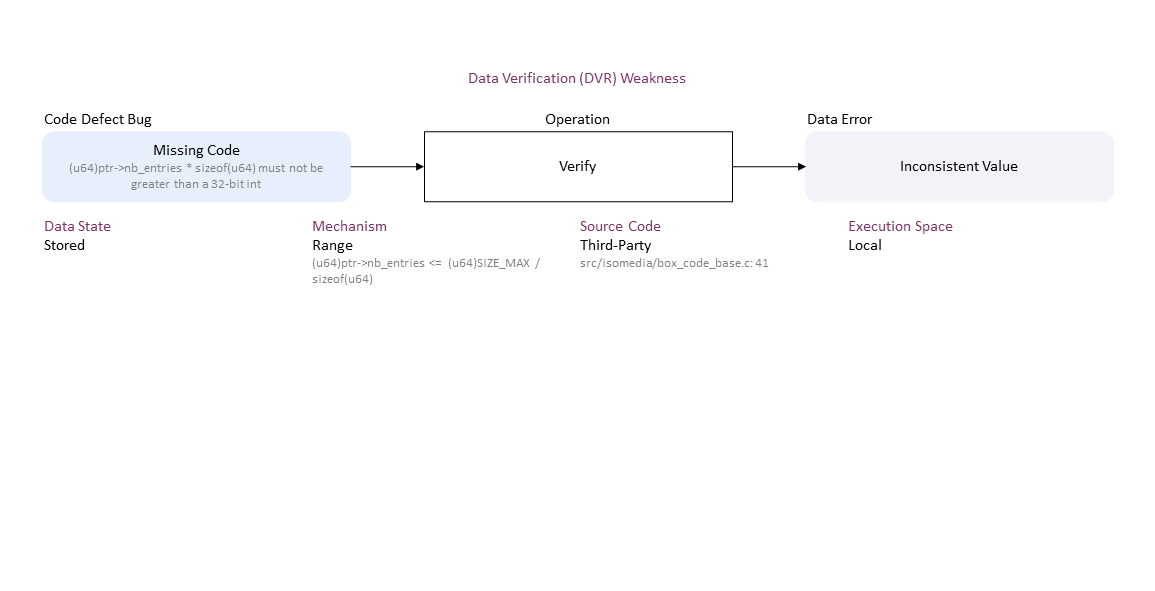 Data Verification (DVR) Weakness
Code Defect Bug
Operation
Data Error
Missing Code
(u64)ptr->nb_entries * sizeof(u64) must not be
greater than a 32-bit int
Verify
Inconsistent Value
Data State
Stored
Mechanism
Range
(u64)ptr->nb_entries <= (u64)SIZE_MAX /
sizeof(u64)
Source Code
Third-Party
src/isomedia/box_code_base.c: 41
Execution Space
Local